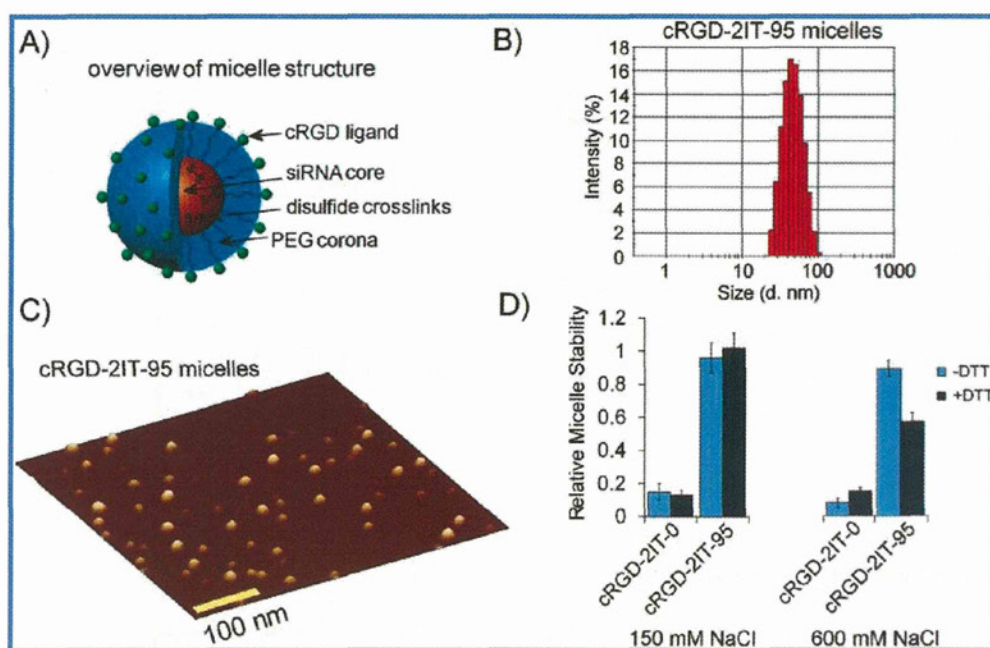 A)
overview of micelle structure
cRGD ligand
siRNA core
disulfide crosslinks
PEG corona
B)
cRGD-2IT-95 micelles
Intensity (%)
18
16
14
12
10
8
6
4
2
0
1
10
100
1000
Size (d. nm)
C)
cRGD-2IT-95 micelles
100 nm
D)
Relative Micelle Stability
1.2
1
0.8
0.6
0.4
0.2
0
-DTT
+DTT
cRGD-2IT-0
cRGD-2IT-95
cRGD-2IT-0
cRGD-2IT-95
150 mM NaCl
600 mM NaCl